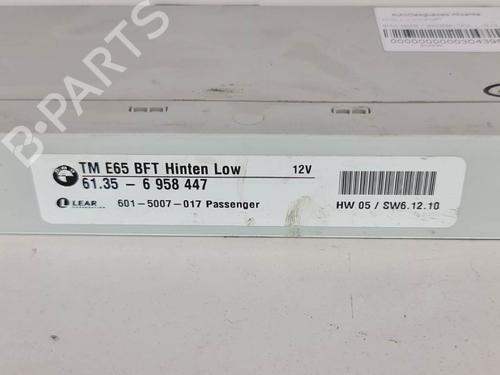 B-PARTS
TM E65 BFT Hinten Low 12V
61.35 - 6 958 447
LEAR
CORPORATION
601-5007-017 Passenger
HW 05 / SW6.12.10